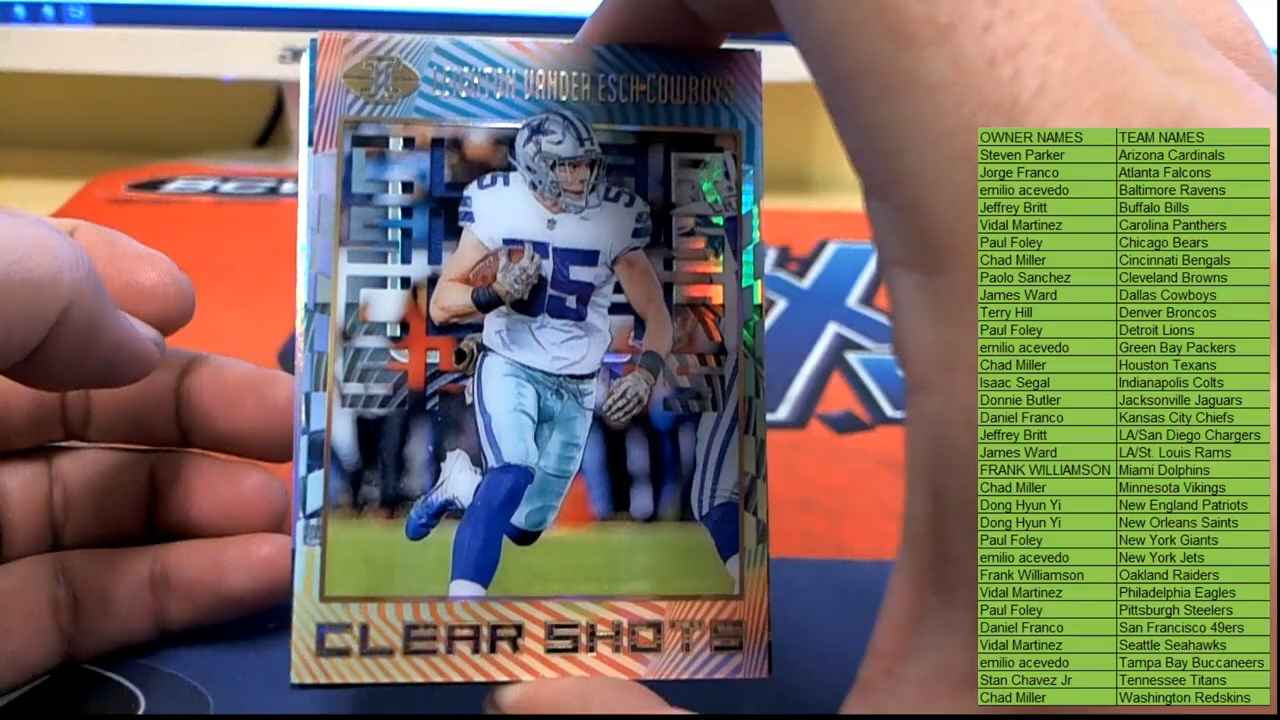 LEIGHTON VANDER ESCH-COWBOYS
55
CLEAR SHOTS
OWNER NAMES TEAM NAMES
Steven Parker Arizona Cardinals
Jorge Franco Atlanta Falcons
emilio acevedo Baltimore Ravens
Jeffrey Britt Buffalo Bills
Vidal Martinez Carolina Panthers
Paul Foley Chicago Bears
Chad Miller Cincinnati Bengals
Paolo Sanchez Cleveland Browns
James Ward Dallas Cowboys
Terry Hill Denver Broncos
Paul Foley Detroit Lions
emilio acevedo Green Bay Packers
Chad Miller Houston Texans
Isaac Segal Indianapolis Colts
Donnie Butler Jacksonville Jaguars
Daniel Franco Kansas City Chiefs
Jeffrey Britt LA/San Diego Chargers
James Ward LA/St. Louis Rams
FRANK WILLIAMSON Miami Dolphins
Chad Miller Minnesota Vikings
Dong Hyun Yi New England Patriots
Dong Hyun Yi New Orleans Saints
Paul Foley New York Giants
emilio acevedo New York Jets
Frank Williamson Oakland Raiders
Vidal Martinez Philadelphia Eagles
Paul Foley Pittsburgh Steelers
Daniel Franco San Francisco 49ers
Vidal Martinez Seattle Seahawks
emilio acevedo Tampa Bay Buccaneers
Stan Chavez Jr Tennessee Titans
Chad Miller Washington Redskins